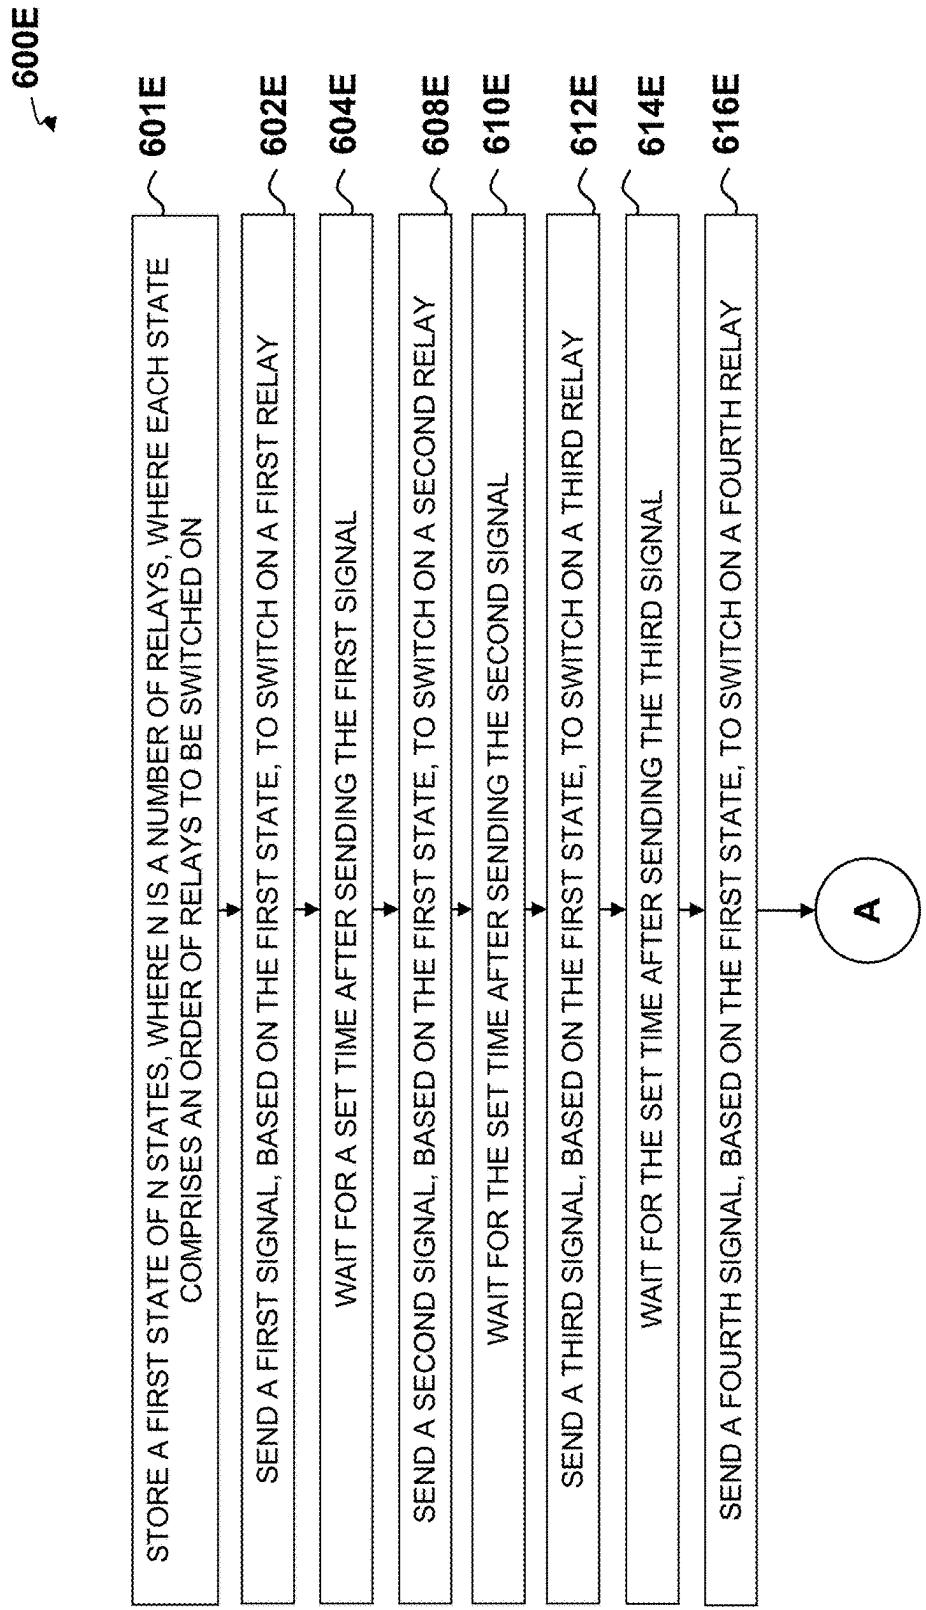 600E
601E
STORE A FIRST STATE OF N STATES, WHERE N IS A NUMBER OF RELAYS, WHERE EACH STATE
COMPRISES AN ORDER OF RELAYS TO BE SWITCHED ON
602E
SEND A FIRST SIGNAL, BASED ON THE FIRST STATE, TO SWITCH ON A FIRST RELAY
604E
WAIT FOR A SET TIME AFTER SENDING THE FIRST SIGNAL
608E
SEND A SECOND SIGNAL, BASED ON THE FIRST STATE, TO SWITCH ON A SECOND RELAY
610E
WAIT FOR THE SET TIME AFTER SENDING THE SECOND SIGNAL
612E
SEND A THIRD SIGNAL, BASED ON THE FIRST STATE, TO SWITCH ON A THIRD RELAY
614E
WAIT FOR THE SET TIME AFTER SENDING THE THIRD SIGNAL
616E
SEND A FOURTH SIGNAL, BASED ON THE FIRST STATE, TO SWITCH ON A FOURTH RELAY
A